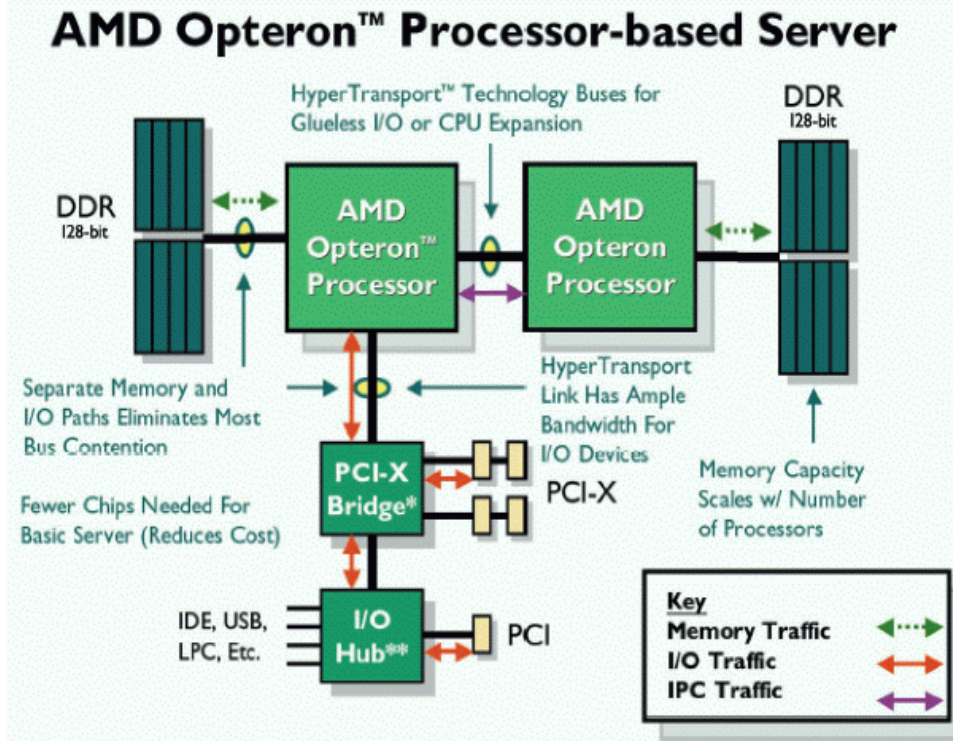 AMD Opteron™ Processor-based Server
HyperTransport™ Technology Buses for
Glueless I/O or CPU Expansion
DDR
128-bit
DDR
128-bit
AMD
Opteron™
Processor
AMD
Opteron
Processor
Separate Memory and
I/O Paths Eliminates Most
Bus Contention
HyperTransport
Link Has Ample
Bandwidth For
I/O Devices
Memory Capacity
Scales w/ Number
of Processors
Fewer Chips Needed For
Basic Server (Reduces Cost)
PCI-X
Bridge*
PCI-X
IDE, USB,
LPC, Etc.
I/O
Hub**
PCI
Key
Memory Traffic
I/O Traffic
IPC Traffic